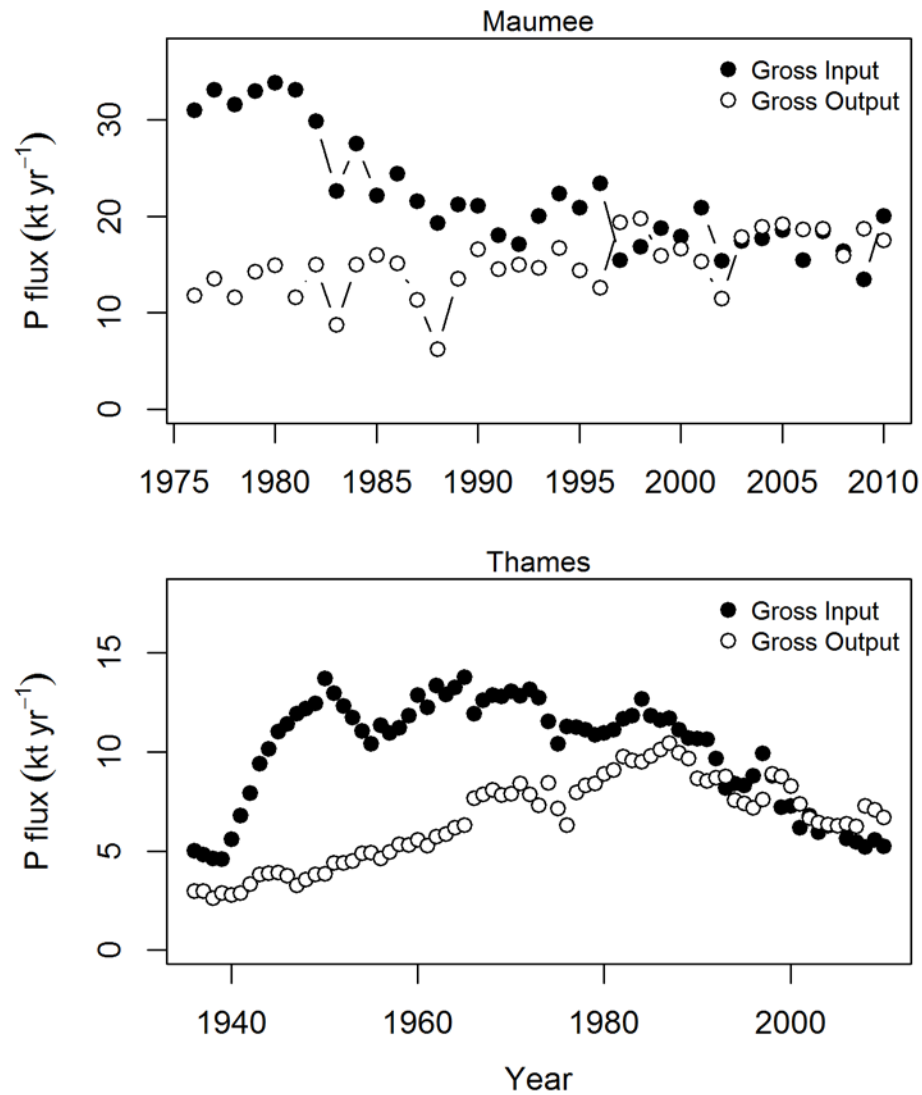 Maumee
Gross Input
Gross Output
P flux (kt yr⁻¹)
30
20
10
0
1975 1980 1985 1990 1995 2000 2005 2010
Thames
Gross Input
Gross Output
P flux (kt yr⁻¹)
15
10
5
0
1940 1960 1980 2000
Year